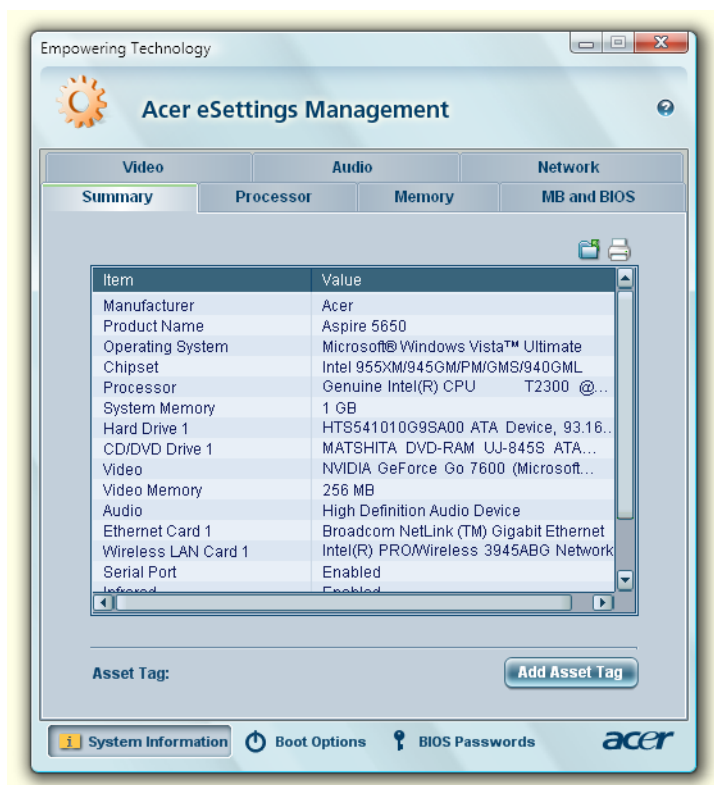 Empowering Technology
Acer eSettings Management
Video Audio Network
Summary Processor Memory MB and BIOS
Item Value
Manufacturer Acer
Product Name Aspire 5650
Operating System Microsoft® Windows Vista™ Ultimate
Chipset Intel 955XM/945GM/PM/GMS/940GML
Processor Genuine Intel(R) CPU T2300 @...
System Memory 1 GB
Hard Drive 1 HTS541010G9SA00 ATA Device, 93.16..
CD/DVD Drive 1 MATSHITA DVD-RAM UJ-845S ATA...
Video NVIDIA GeForce Go 7600 (Microsoft...
Video Memory 256 MB
Audio High Definition Audio Device
Ethernet Card 1 Broadcom NetLink (TM) Gigabit Ethernet
Wireless LAN Card 1 Intel(R) PRO/Wireless 3945ABG Network
Serial Port Enabled
Infrared Enabled
Asset Tag: Add Asset Tag
System Information Boot Options BIOS Passwords acer